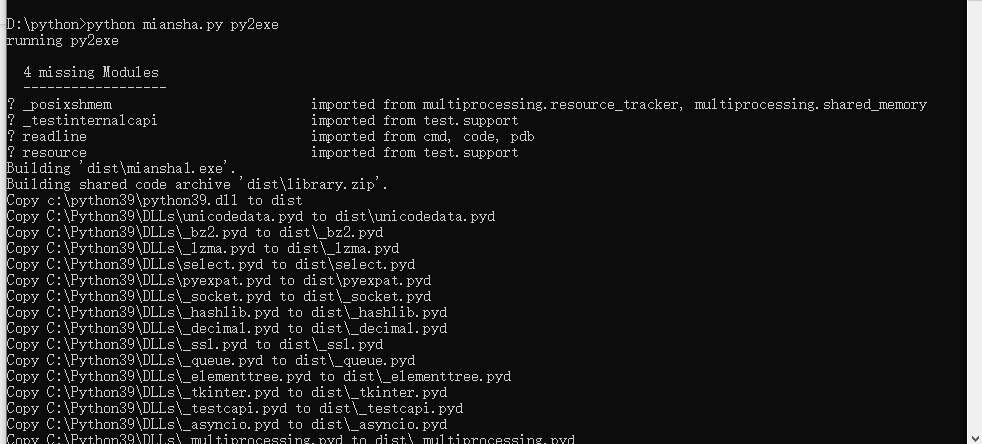 D:\python>python miansha.py py2exe
running py2exe
4 missing Modules
------------------
? _posixshmem imported from multiprocessing.resource_tracker, multiprocessing.shared_memory
? _testinternalcapi imported from test.support
? readline imported from cmd, code, pdb
? resource imported from test.support
Building 'dist\miansha1.exe'.
Building shared code archive 'dist\library.zip'.
Copy c:\python39\python39.dll to dist
Copy C:\Python39\DLLs\unicodedata.pyd to dist\unicodedata.pyd
Copy C:\Python39\DLLs\_bz2.pyd to dist\_bz2.pyd
Copy C:\Python39\DLLs\_lzma.pyd to dist\_lzma.pyd
Copy C:\Python39\DLLs\select.pyd to dist\select.pyd
Copy C:\Python39\DLLs\pyexpat.pyd to dist\pyexpat.pyd
Copy C:\Python39\DLLs\_socket.pyd to dist\_socket.pyd
Copy C:\Python39\DLLs\_hashlib.pyd to dist\_hashlib.pyd
Copy C:\Python39\DLLs\_decimal.pyd to dist\_decimal.pyd
Copy C:\Python39\DLLs\_ssl.pyd to dist\_ssl.pyd
Copy C:\Python39\DLLs\_queue.pyd to dist\_queue.pyd
Copy C:\Python39\DLLs\_elementtree.pyd to dist\_elementtree.pyd
Copy C:\Python39\DLLs\_tkinter.pyd to dist\_tkinter.pyd
Copy C:\Python39\DLLs\_testcapi.pyd to dist\_testcapi.pyd
Copy C:\Python39\DLLs\_asyncio.pyd to dist\_asyncio.pyd
Copy C:\Python39\DLLs\_multiprocessing.pyd to dist\_multiprocessing.pyd